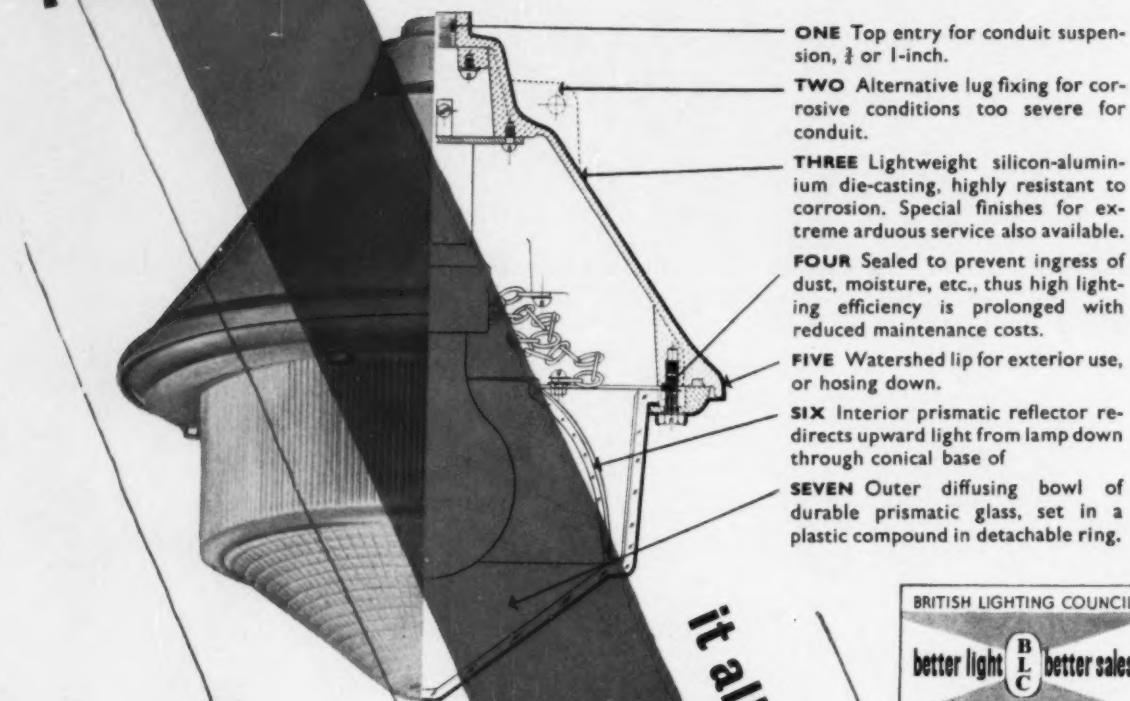 ONE Top entry for conduit suspen-
sion, ¾ or 1-inch.
TWO Alternative lug fixing for cor-
rosive conditions too severe for
conduit.
THREE Lightweight silicon-alumin-
ium die-casting, highly resistant to
corrosion. Special finishes for ex-
treme arduous service also available.
FOUR Sealed to prevent ingress of
dust, moisture, etc., thus high light-
ing efficiency is prolonged with
reduced maintenance costs.
FIVE Watershed lip for exterior use,
or hosing down.
SIX Interior prismatic reflector re-
directs upward light from lamp down
through conical base of
SEVEN Outer diffusing bowl of
durable prismatic glass, set in a
plastic compound in detachable ring.
it al
BRITISH LIGHTING COUNCIL
better light BLC better sales